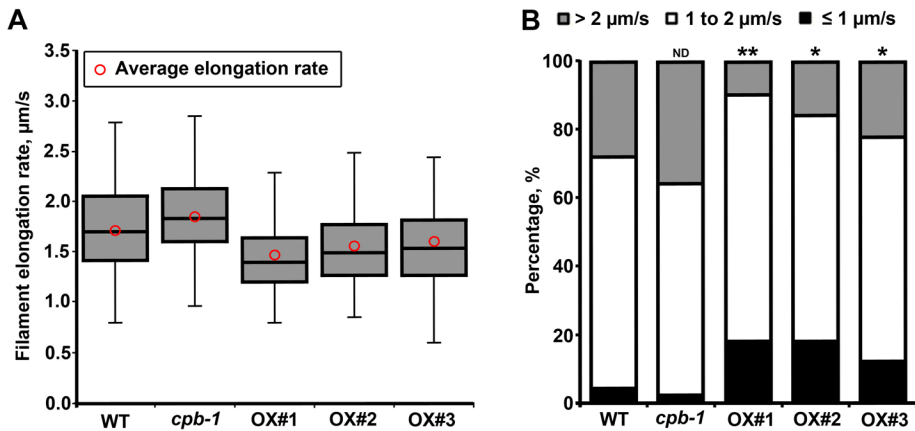 A
Filament elongation rate, µm/s
3.5
3.0
2.5
2.0
1.5
1.0
0.5
0.0
Average elongation rate
WT cpb-1 OX#1 OX#2 OX#3
B
> 2 µm/s 1 to 2 µm/s ≤ 1 µm/s
Percentage, %
100
80
60
40
20
0
ND ** * *
WT cpb-1 OX#1 OX#2 OX#3